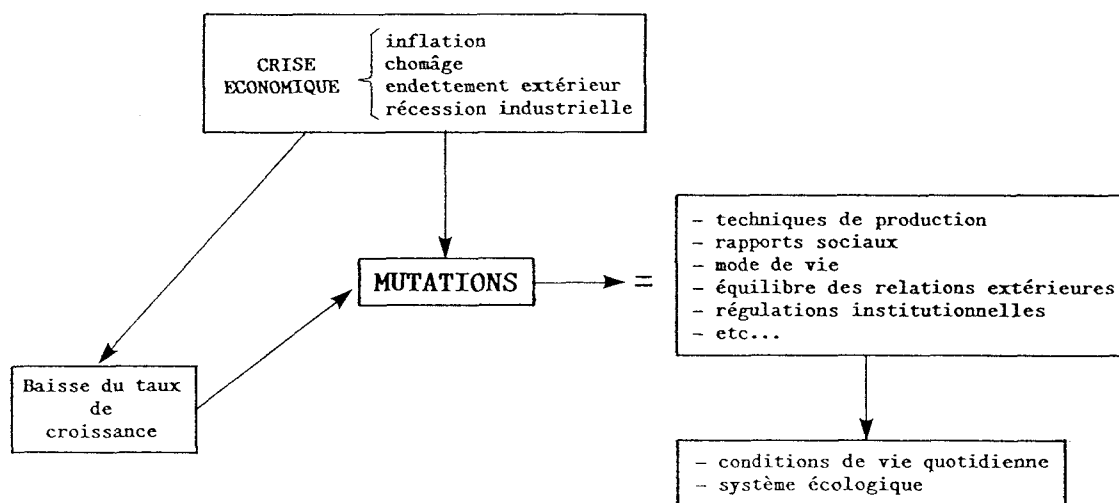 CRISE
ECONOMIQUE
inflation
chomâge
endettement extérieur
récession industrielle
MUTATIONS
=
- techniques de production
- rapports sociaux
- mode de vie
- équilibre des relations extérieures
- régulations institutionnelles
- etc...
Baisse du taux
de
croissance
- conditions de vie quotidienne
- système écologique